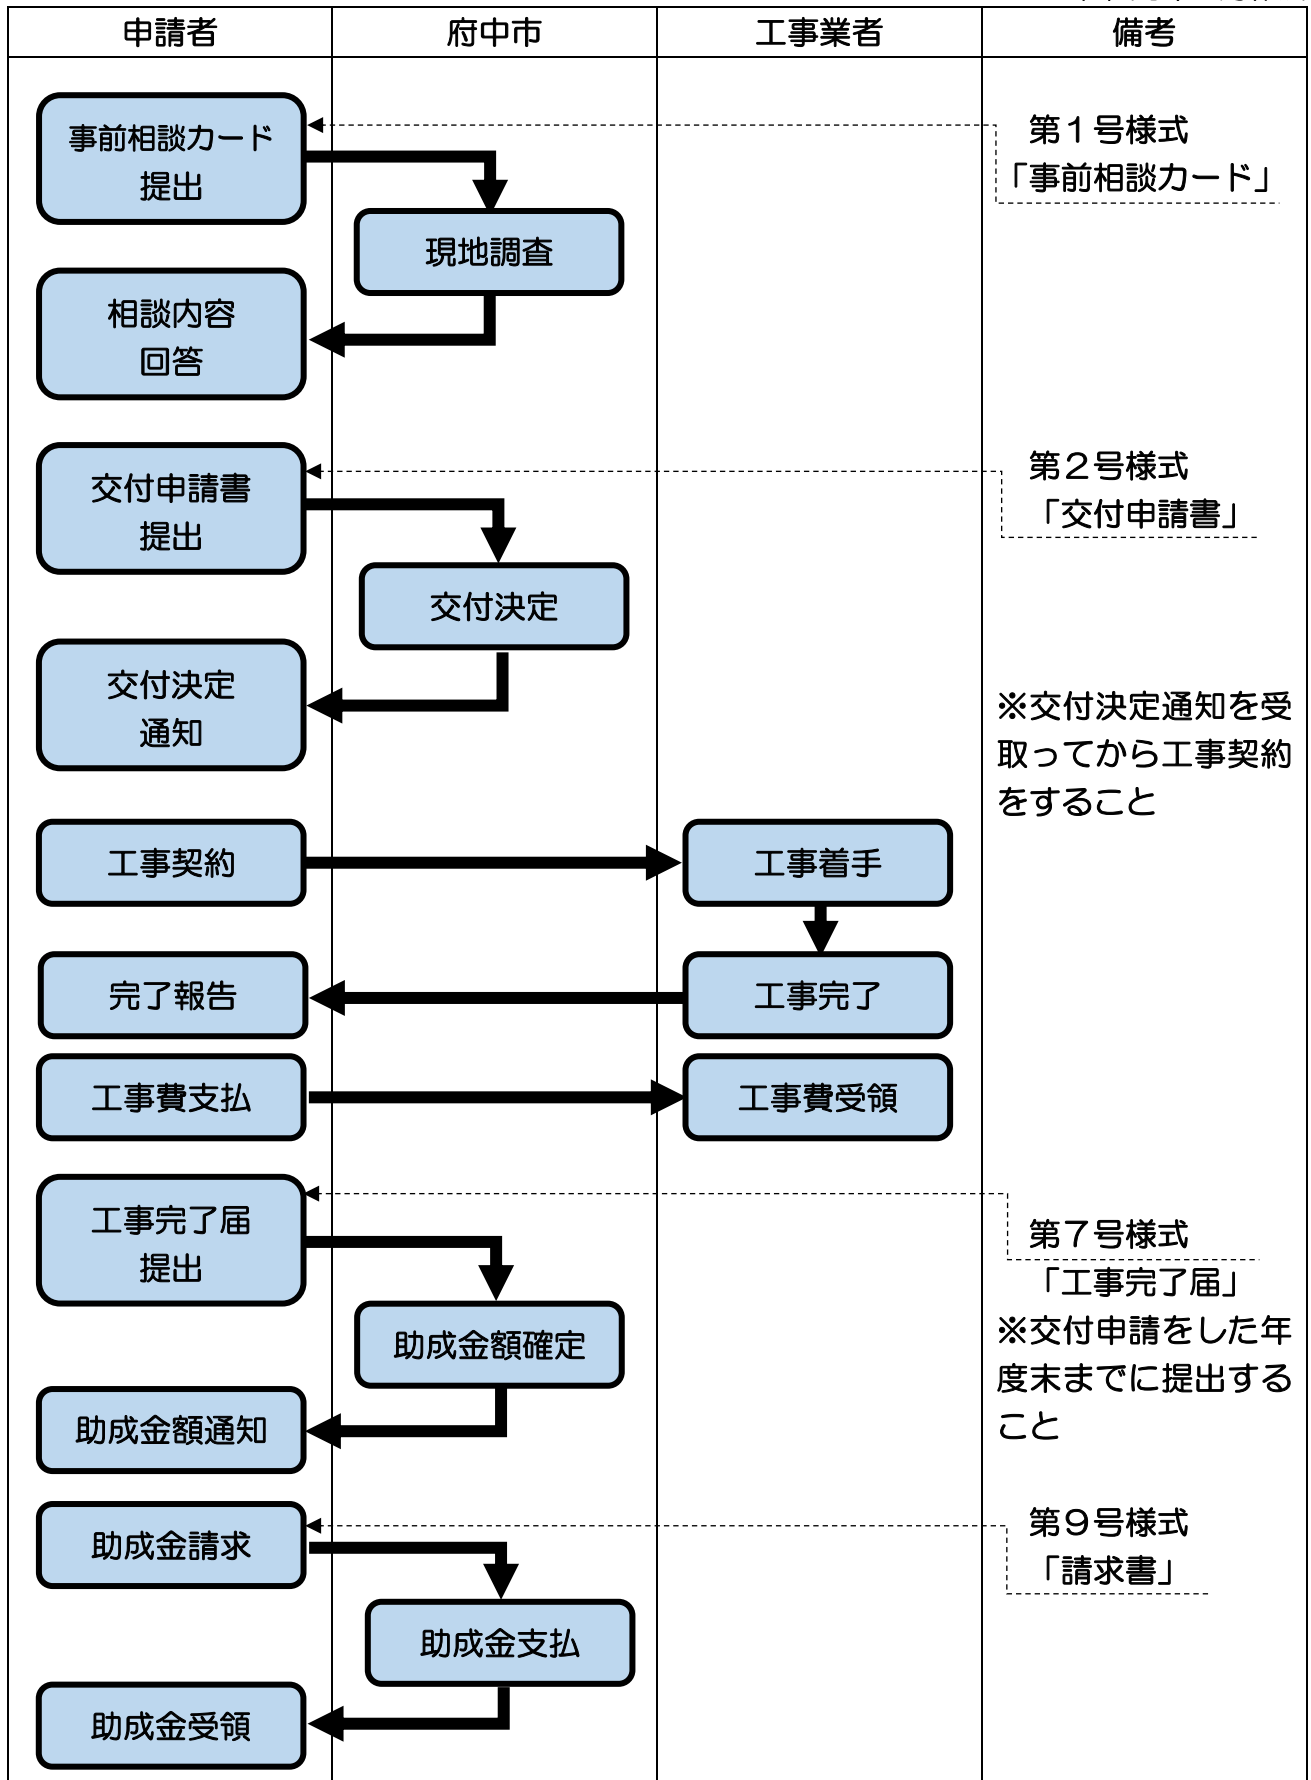 申請者
府中市
工事業者
備考
事前相談カード
提出
第１号様式
「事前相談カード」
現地調査
相談内容
回答
交付申請書
提出
第２号様式
「交付申請書」
交付決定
交付決定
通知
※交付決定通知を受
取ってから工事契約
をすること
工事契約
工事着手
完了報告
工事完了
工事費支払
工事費受領
工事完了届
提出
第７号様式
「工事完了届」
※交付申請をした年
度末までに提出する
こと
助成金額確定
助成金額通知
助成金請求
第９号様式
「請求書」
助成金支払
助成金受領